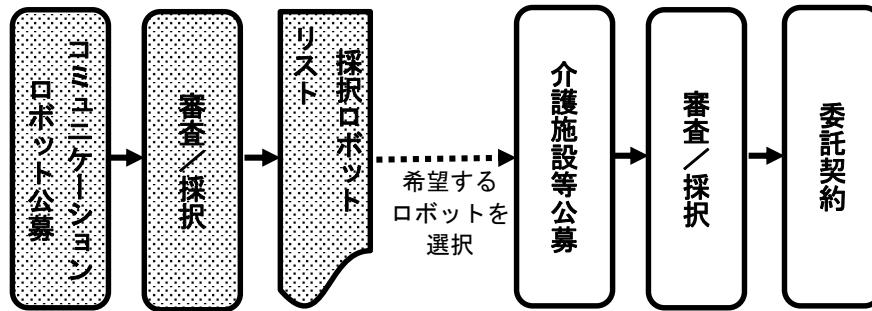 コミュニケーション
ロボット公募
審査／採択
採択ロボット
リスト
希望する
ロボットを
選択
介護施設等公募
審査／採択
委託契約